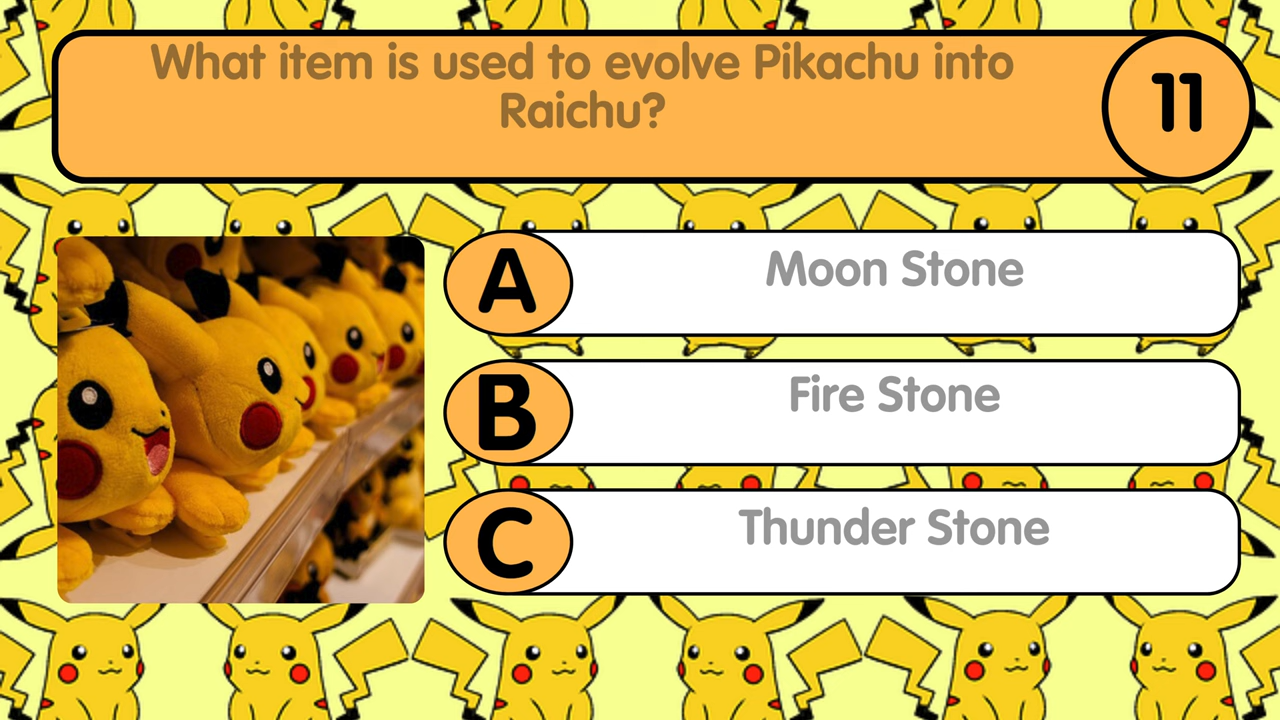 What item is used to evolve Pikachu into
Raichu?
11
A
Moon Stone
B
Fire Stone
C
Thunder Stone